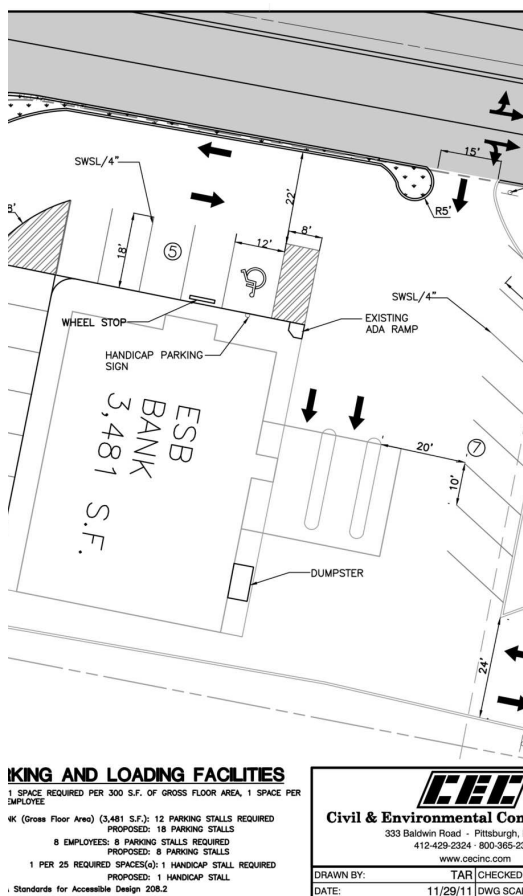 15'
SWSL/4"
22'
R5'
8'
8'
18'
5
12'
SWSL/4"
WHEEL STOP
EXISTING
ADA RAMP
HANDICAP PARKING
SIGN
ESB
BANK
3,481 S.F.
20'
7
10'
DUMPSTER
24'
RKING AND LOADING FACILITIES
1 SPACE REQUIRED PER 300 S.F. OF GROSS FLOOR AREA, 1 SPACE PER
EMPLOYEE
NK (Gross Floor Area) (3,481 S.F.): 12 PARKING STALLS REQUIRED
PROPOSED: 18 PARKING STALLS
8 EMPLOYEES: 8 PARKING STALLS REQUIRED
PROPOSED: 8 PARKING STALLS
1 PER 25 REQUIRED SPACES(a): 1 HANDICAP STALL REQUIRED
PROPOSED: 1 HANDICAP STALL
Standards for Accessible Design 208.2
CEC
Civil & Environmental Con
333 Baldwin Road - Pittsburgh,
412-429-2324 · 800-365-23
www.cecinc.com
DRAWN BY: TAR CHECKED
DATE: 11/29/11 DWG SCAL